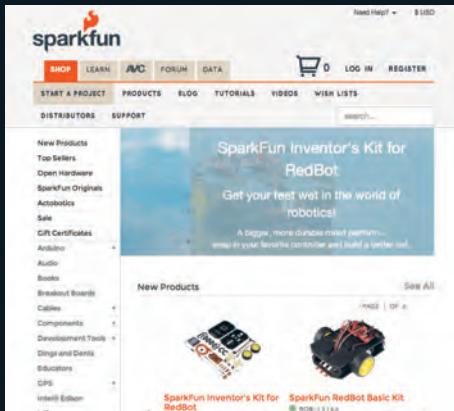 Need Help?
$ USD
sparkfun
SHOP LEARN AVC FORUM DATA
0 LOG IN REGISTER
START A PROJECT PRODUCTS BLOG TUTORIALS VIDEOS WISH LISTS
DISTRIBUTORS SUPPORT
search...
New Products
Top Sellers
Open Hardware
SparkFun Originals
Actobotics
Sale
Gift Certificates
Arduino
Audio
Books
Breakout Boards
Cables
Components
Development Tools
Dings and Dents
Educators
GPS
Intel® Edison
SparkFun Inventor's Kit for
RedBot
Get your feet wet in the world of
robotics!
A bigger, more durable robot platform...
snap in your favorite controller and build a better bot.
New Products
See All
PAGE OF
SparkFun Inventor's Kit for
RedBot
SparkFun RedBot Basic Kit